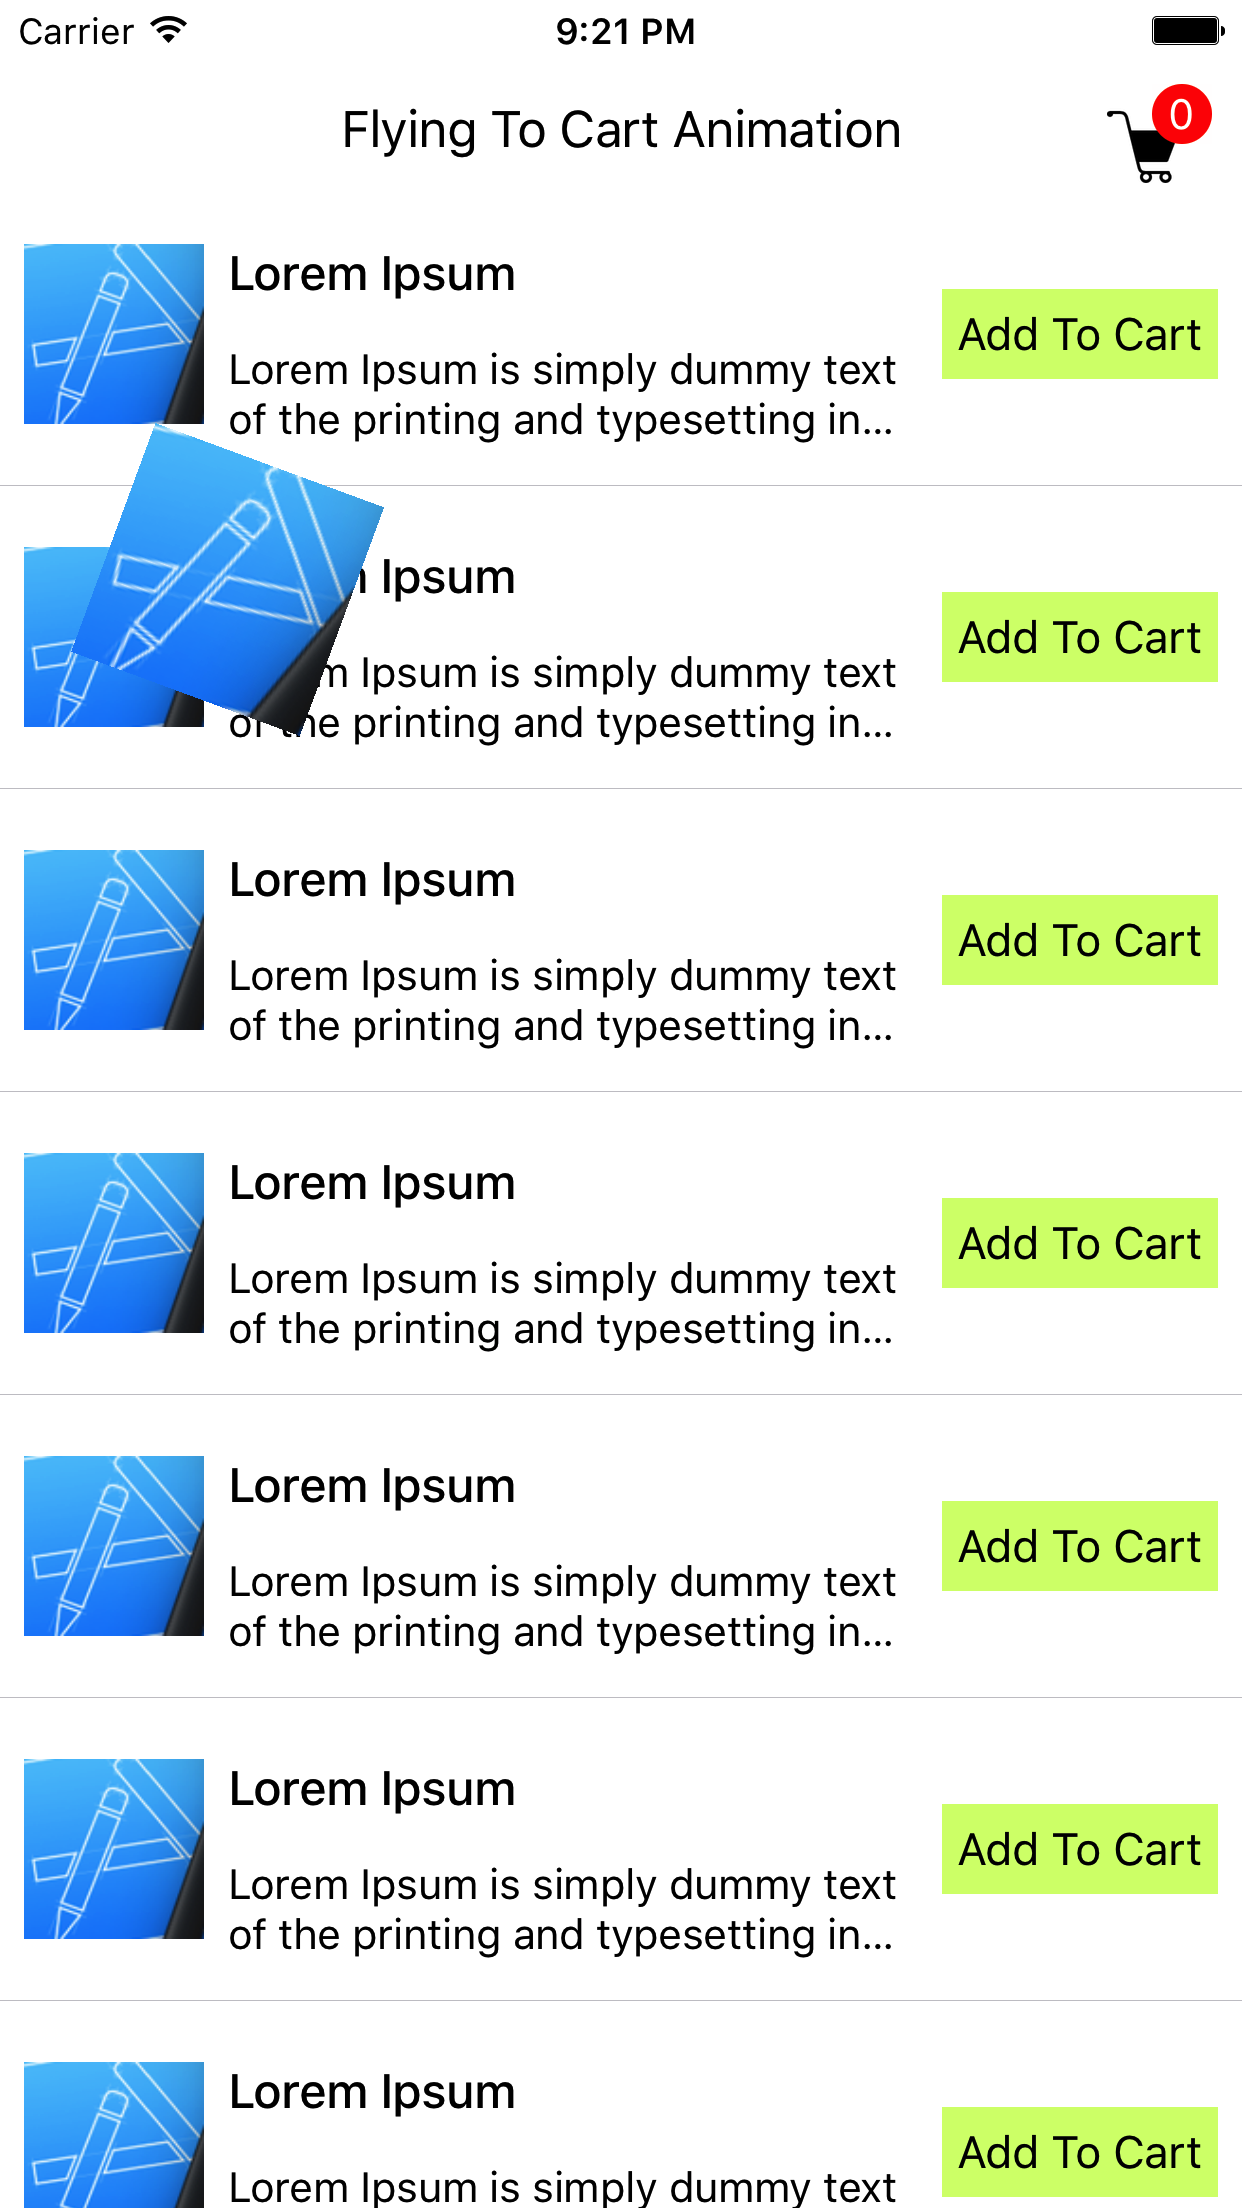 Carrier 9:21 PM
Flying To Cart Animation 0
Lorem Ipsum
Lorem Ipsum is simply dummy text
of the printing and typesetting in...
Add To Cart
Ipsum
Ipsum is simply dummy text
printing and typesetting in...
Add To Cart
Lorem Ipsum
Lorem Ipsum is simply dummy text
of the printing and typesetting in...
Add To Cart
Lorem Ipsum
Lorem Ipsum is simply dummy text
of the printing and typesetting in...
Add To Cart
Lorem Ipsum
Lorem Ipsum is simply dummy text
of the printing and typesetting in...
Add To Cart
Lorem Ipsum
Lorem Ipsum is simply dummy text
of the printing and typesetting in...
Add To Cart
Lorem Ipsum
Lorem Ipsum is simply dummy text
Add To Cart